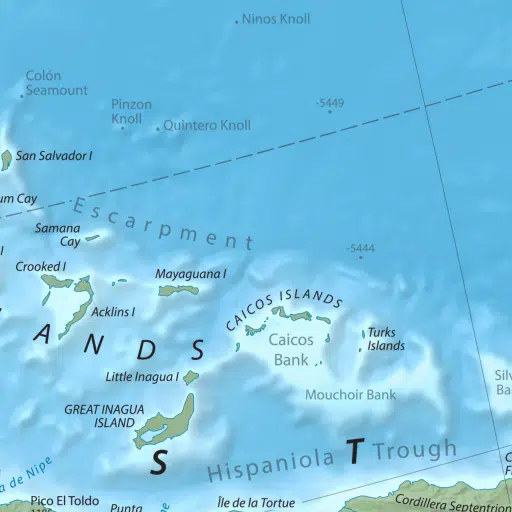 Ninos Knoll
Colón
Seamount
Pinzon
Knoll
Quintero Knoll
-5449
San Salvador I
um Cay
Escarpment
Samana
Cay
-5444
Crooked I
Mayaguana I
CAICOS ISLANDS
Acklins I
ANDS
Caicos
Bank
Turks
Islands
Little Inagua I
Mouchoir Bank
Silv
Ba
GREAT INAGUA
ISLAND
S
T
Hispaniola Trough
a de Nipe
Pico El Toldo
Punta
Île de la Tortue
Cordillera Septentrion